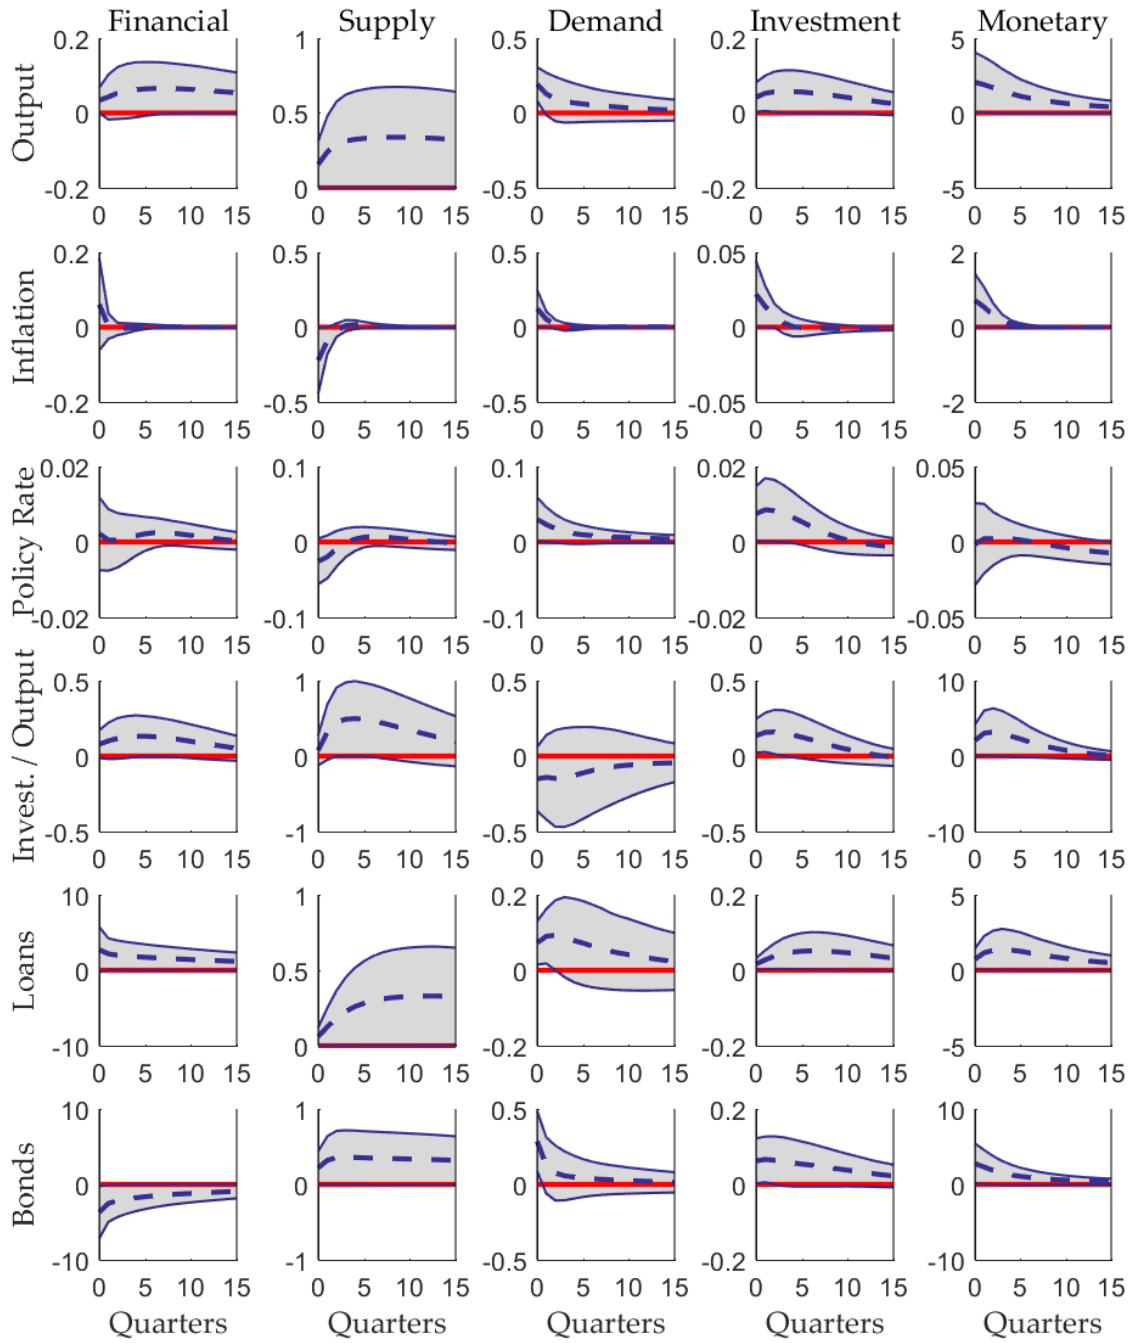 Financial Supply Demand Investment Monetary
Output
0.2 0 -0.2
1 0.5 0
0.5 0 -0.5
0.2 0 -0.2
5 0 -5
0 5 10 15 0 5 10 15 0 5 10 15 0 5 10 15 0 5 10 15
Inflation
0.2 0 -0.2
0.5 0 -0.5
0.5 0 -0.5
0.05 0 -0.05
2 0 -2
0 5 10 15 0 5 10 15 0 5 10 15 0 5 10 15 0 5 10 15
Policy Rate
0.02 0 -0.02
0.1 0 -0.1
0.1 0 -0.1
0.02 0 -0.02
0.05 0 -0.05
0 5 10 15 0 5 10 15 0 5 10 15 0 5 10 15 0 5 10 15
Invest. / Output
0.5 0 -0.5
1 0 -1
0.5 0 -0.5
0.5 0 -0.5
10 0 -10
0 5 10 15 0 5 10 15 0 5 10 15 0 5 10 15 0 5 10 15
Loans
10 0 -10
1 0.5 0
0.2 0 -0.2
0.2 0 -0.2
5 0 -5
0 5 10 15 0 5 10 15 0 5 10 15 0 5 10 15 0 5 10 15
Bonds
10 0 -10
1 0 -1
0.5 0 -0.5
0.2 0 -0.2
10 0 -10
0 5 10 15 0 5 10 15 0 5 10 15 0 5 10 15 0 5 10 15
Quarters Quarters Quarters Quarters Quarters